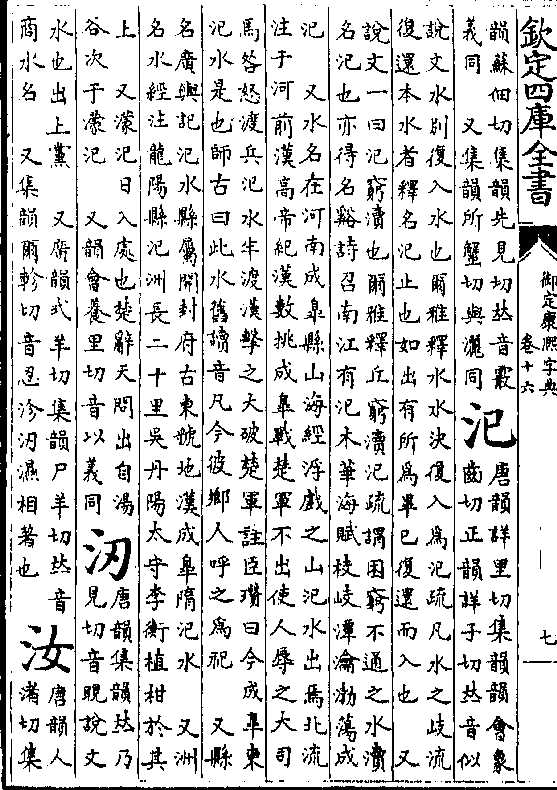 欽定四庫全書
御定康熙字典
卷十六
七
韻蘇佃切集韻先見切𠀤音霰
義同　又集韻所蟹切與灑同
汜
唐韻詳里切集韻韻會象
齒切正韻詳子切𠀤音似
說文水別復入水也爾雅釋水水決復入爲汜疏凡水之岐流
復還本水者釋名汜止也如出有所爲畢已復還而入也　又
說文一曰汜窮瀆也爾雅釋丘窮瀆汜疏謂困窮不通之水瀆
名汜也亦得名谿詩召南江有汜木華海賦枝岐潭瀹渤蕩成
汜　又水名在河南成臯縣山海經浮戲之山汜水出焉北流
注于河前漢高帝紀漢數挑成臯戰楚軍不出使人辱之大司
馬咎怒渡兵汜水半渡漢擊之大破楚軍註臣瓚曰今成臯東
汜水是也師古曰此水舊讀音凡今彼鄉人呼之爲祀　又縣
名廣輿記汜水縣屬開封府古東虢地漢成臯隋汜水　又洲
名水經注龍陽縣汜洲長二十里吳丹陽太守李衡植柑於其
上　又濛汜日入處也楚辭天問出自湯
谷次于濛汜　又韻會養里切音以義同
㲽
唐韻集韻𠀤乃
見切音晛說文
水也出上黨　又廣韻式羊切集韻尸羊切𠀤音
商水名　又集韻爾軫切音忍沴㲽濕相著也
汝
唐韻人
渚切集